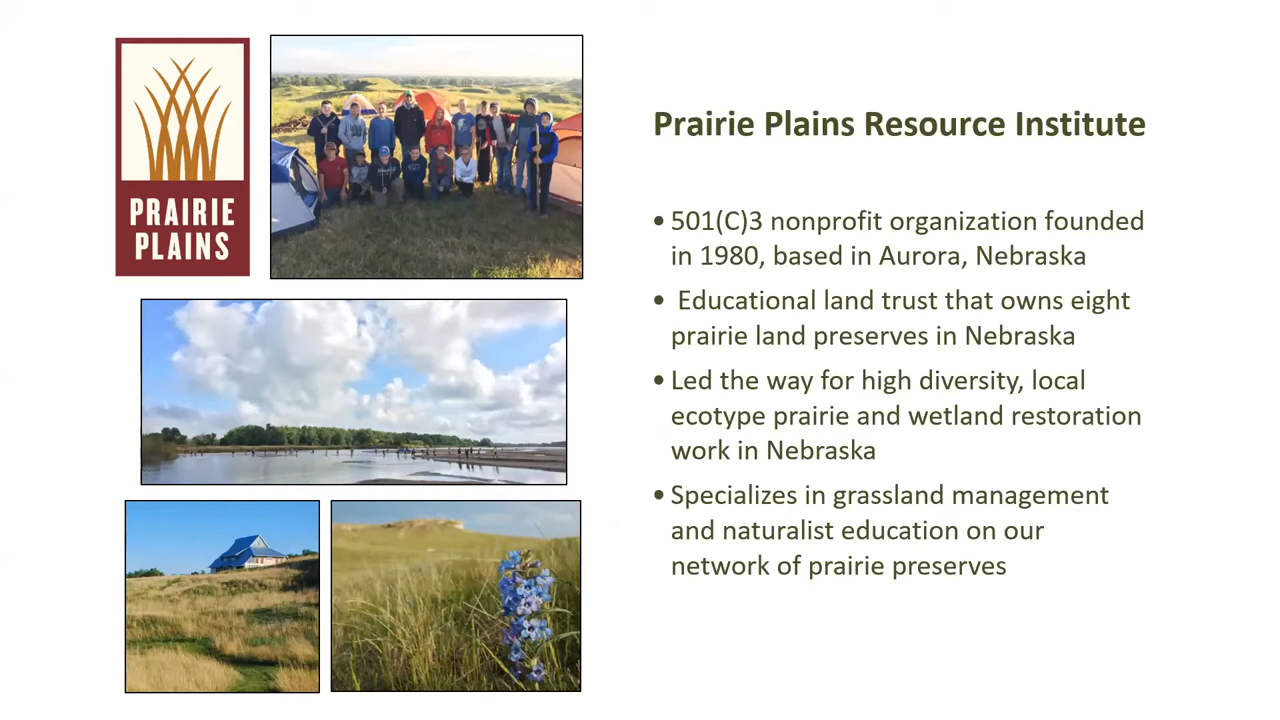 PRAIRIE
PLAINS
Prairie Plains Resource Institute
• 501(C)3 nonprofit organization founded
in 1980, based in Aurora, Nebraska
• Educational land trust that owns eight
prairie land preserves in Nebraska
• Led the way for high diversity, local
ecotype prairie and wetland restoration
work in Nebraska
• Specializes in grassland management
and naturalist education on our
network of prairie preserves